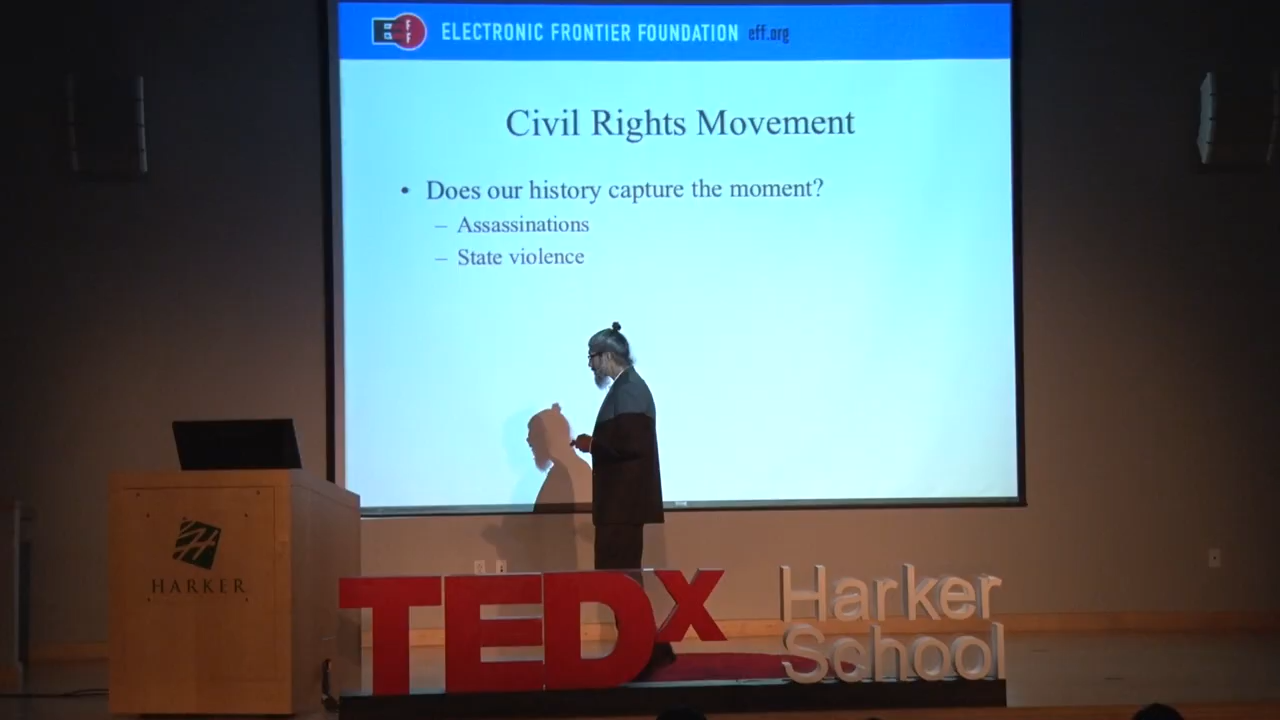 EFF ELECTRONIC FRONTIER FOUNDATION eff.org
Civil Rights Movement
• Does our history capture the moment?
– Assassinations
– State violence
H
HARKER
TEDx
Harker
School